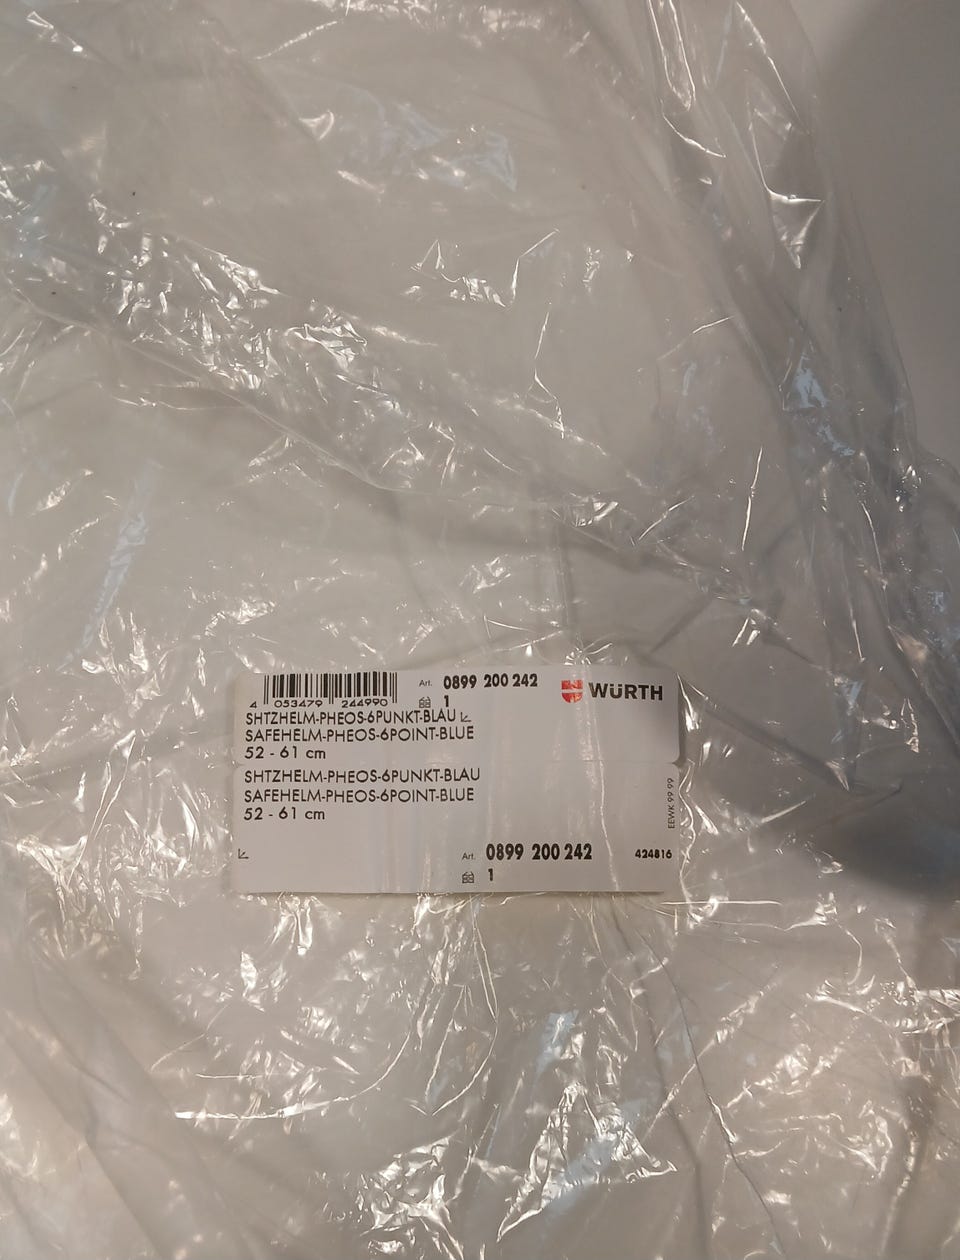 Art. 0899 200 242
WÜRTH
4 053479 244990
1
SHTZHELM-PHEOS-6PUNKT-BLAU
SAFEHELM-PHEOS-6POINT-BLUE
52 - 61 cm
SHTZHELM-PHEOS-6PUNKT-BLAU
SAFEHELM-PHEOS-6POINT-BLUE
52 - 61 cm
EEWK 99 99
Art. 0899 200 242
424816
1